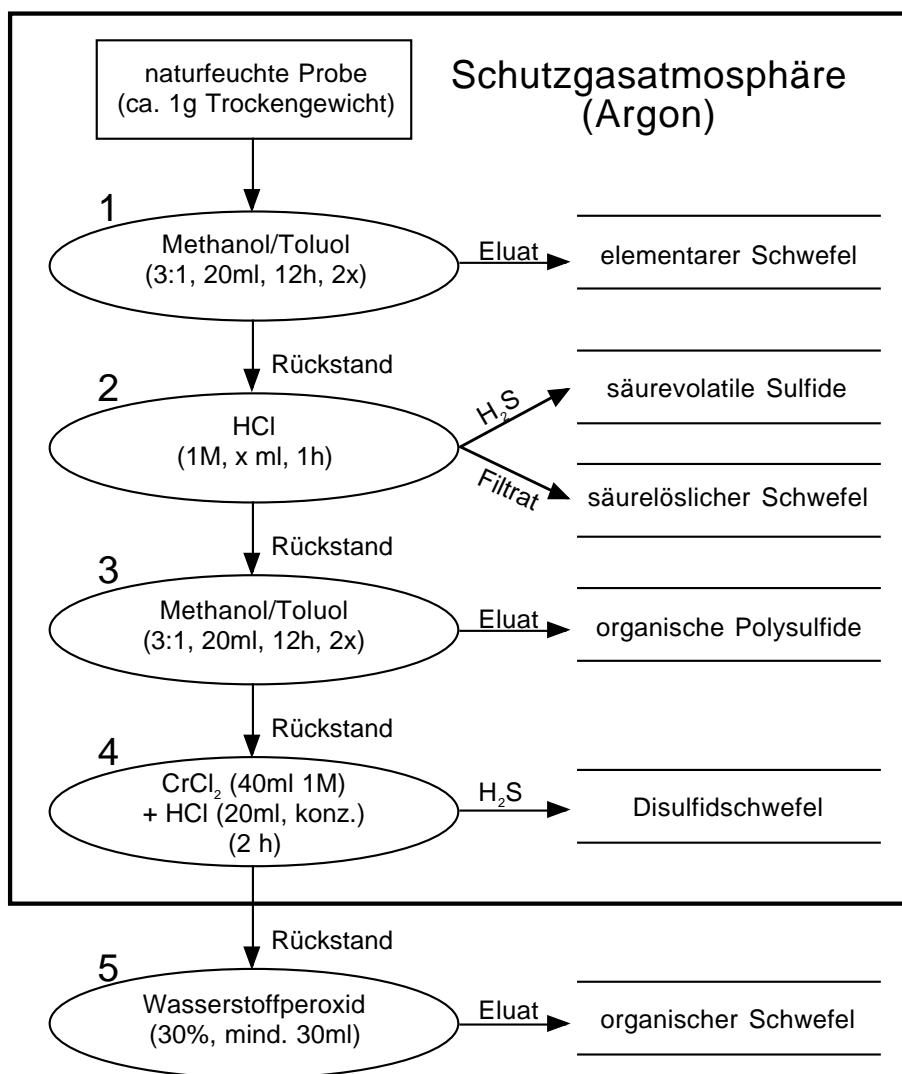 naturfeuchte Probe
(ca. 1g Trockengewicht)
Schutzgasatmosphäre
(Argon)
1
Methanol/Toluol
(3:1, 20ml, 12h, 2x)
Eluat
elementarer Schwefel
Rückstand
2
HCl
(1M, x ml, 1h)
H₂S
säurevolatile Sulfide
Filtrat
säurelöslicher Schwefel
Rückstand
3
Methanol/Toluol
(3:1, 20ml, 12h, 2x)
Eluat
organische Polysulfide
Rückstand
4
CrCl₂ (40ml 1M)
+ HCl (20ml, konz.)
(2 h)
H₂S
Disulfidschwefel
Rückstand
5
Wasserstoffperoxid
(30%, mind. 30ml)
Eluat
organischer Schwefel